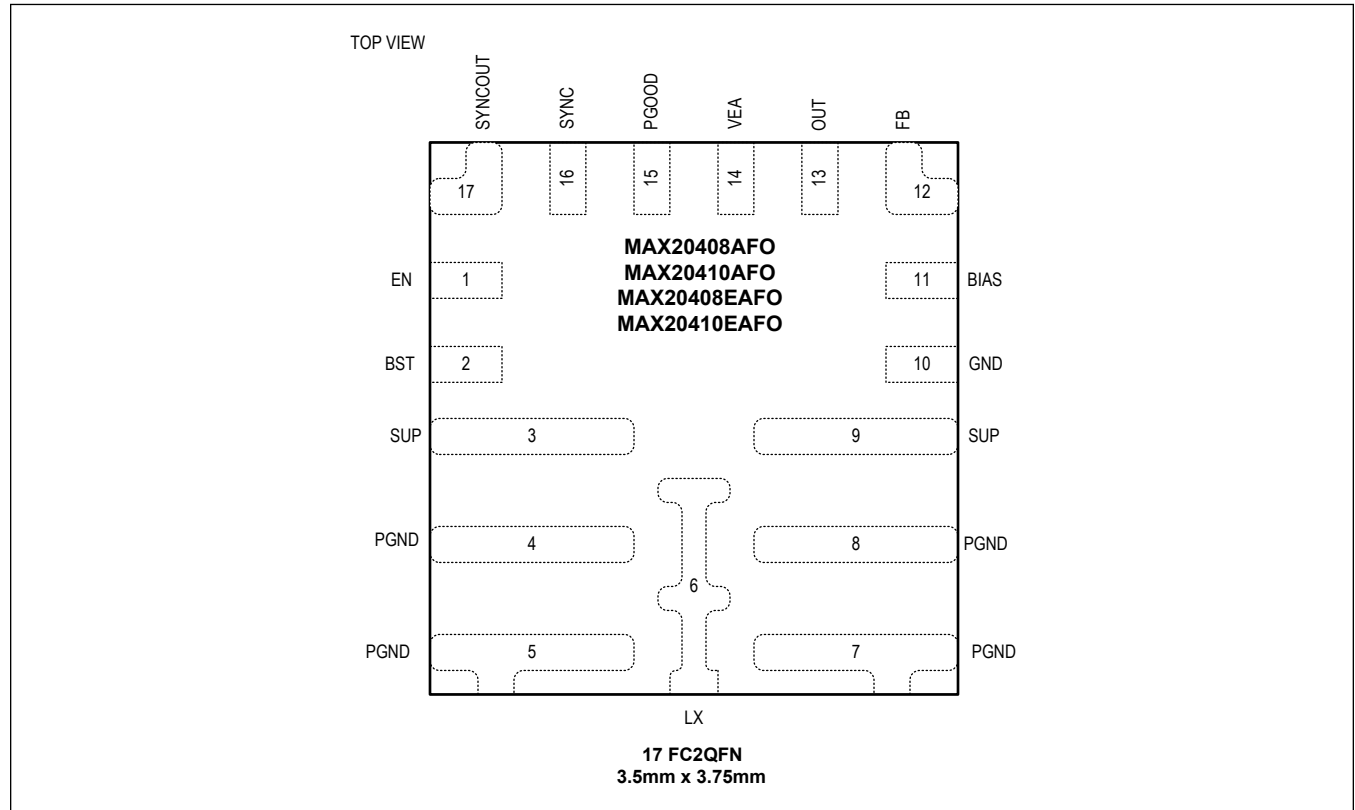 TOP VIEW
SYNCOUT
SYNC
PGOOD
VEA
OUT
FB
17
16
15
14
13
12
MAX20408AFO
MAX20410AFO
MAX20408EAFO
MAX20410EAFO
EN
1
11
BIAS
BST
2
10
GND
SUP
3
9
SUP
PGND
4
8
PGND
6
PGND
5
7
PGND
LX
17 FC2QFN
3.5mm x 3.75mm